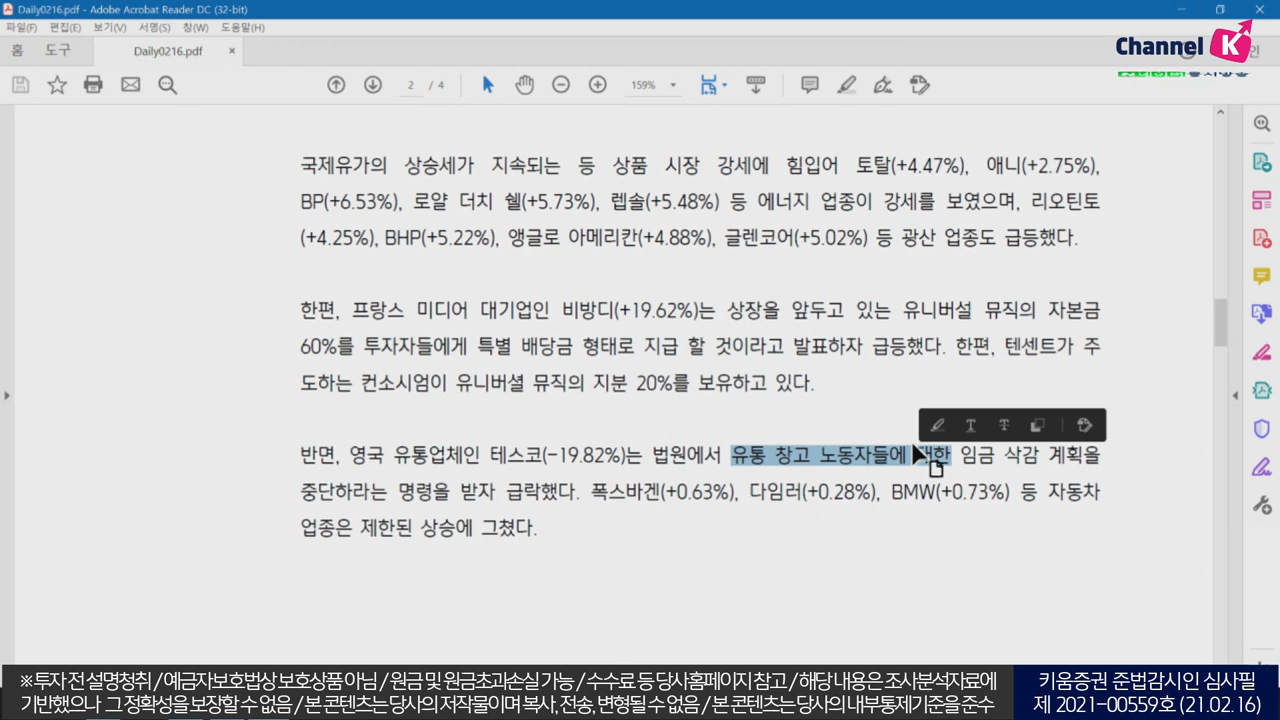 Daily0216.pdf - Adobe Acrobat Reader DC (32-bit)
파일(F) 편집(E) 보기(V) 서명(S) 창(W) 도움말(H)
홈 도구 Daily0216.pdf ×
Channel K
인
2 / 4 159%
국제유가의 상승세가 지속되는 등 상품 시장 강세에 힘입어 토탈(+4.47%), 애니(+2.75%),
BP(+6.53%), 로얄 더치 쉘(+5.73%), 렙솔(+5.48%) 등 에너지 업종이 강세를 보였으며, 리오틴토
(+4.25%), BHP(+5.22%), 앵글로 아메리칸(+4.88%), 글렌코어(+5.02%) 등 광산 업종도 급등했다.
한편, 프랑스 미디어 대기업인 비방디(+19.62%)는 상장을 앞두고 있는 유니버설 뮤직의 자본금
60%를 투자자들에게 특별 배당금 형태로 지급 할 것이라고 발표하자 급등했다. 한편, 텐센트가 주
도하는 컨소시엄이 유니버셜 뮤직의 지분 20%를 보유하고 있다.
반면, 영국 유통업체인 테스코(-19.82%)는 법원에서 유통 창고 노동자들에 대한 임금 삭감 계획을
중단하라는 명령을 받자 급락했다. 폭스바겐(+0.63%), 다임러(+0.28%), BMW(+0.73%) 등 자동차
업종은 제한된 상승에 그쳤다.
※ 투자 전 설명청취 / 예금자보호법상 보호상품 아님 / 원금 및 원금초과손실 가능 / 수수료 등 당사홈페이지 참고 / 해당 내용은 조사분석자료에
기반했으나 그 정확성을 보장할 수 없음 / 본 콘텐츠는 당사의 저작물이며 복사, 전송, 변형될 수 없음 / 본 콘텐츠는 당사의 내부통제기준을 준수
키움증권 준법감시인 심사필
제 2021-00559호 (21.02.16)